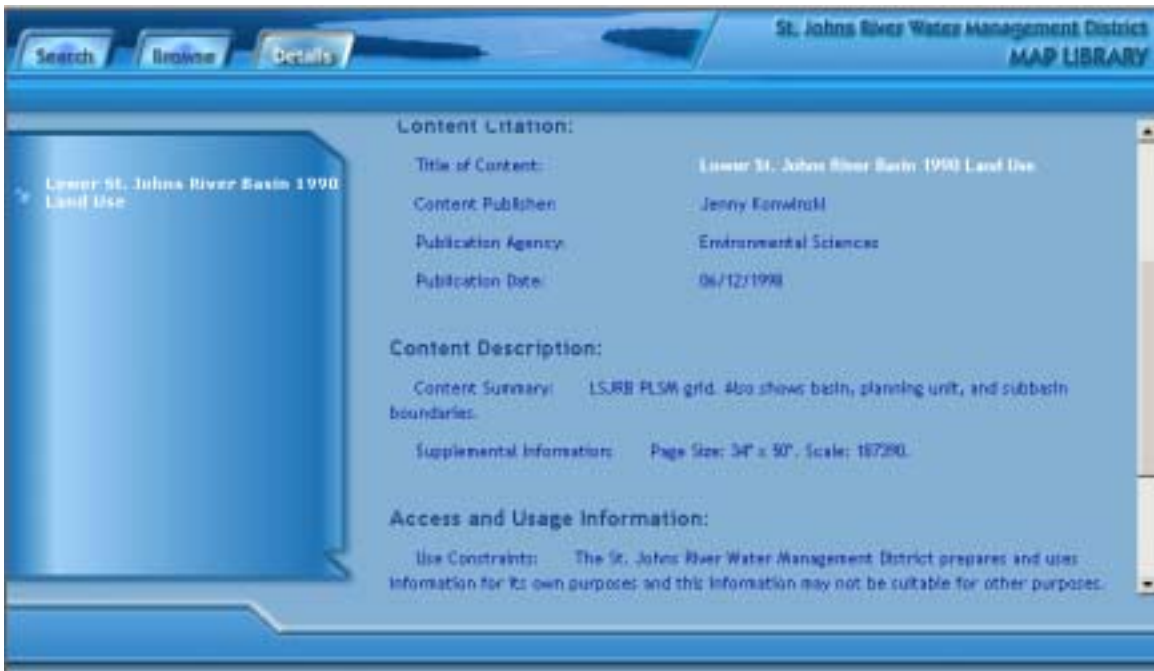 St. Johns River Water Management District
MAP LIBRARY
Search Browse Details
Content Citation:
Lower St. Johns River Basin 1990
Land Use
Title of Content: Lower St. Johns River Basin 1990 Land Use
Content Publisher: Jenny Konwinski
Publication Agency: Environmental Sciences
Publication Date: 06/12/1998
Content Description:
Content Summary: LSJRB PLSM grid. Also shows basin, planning unit, and subbasin
boundaries.
Supplemental Information: Page Size: 34" x 50". Scale:
Access and Usage Information:
Use Constraints: The St. Johns River Water Management District prepares and uses
information for its own purposes and this information may not be suitable for other purposes.